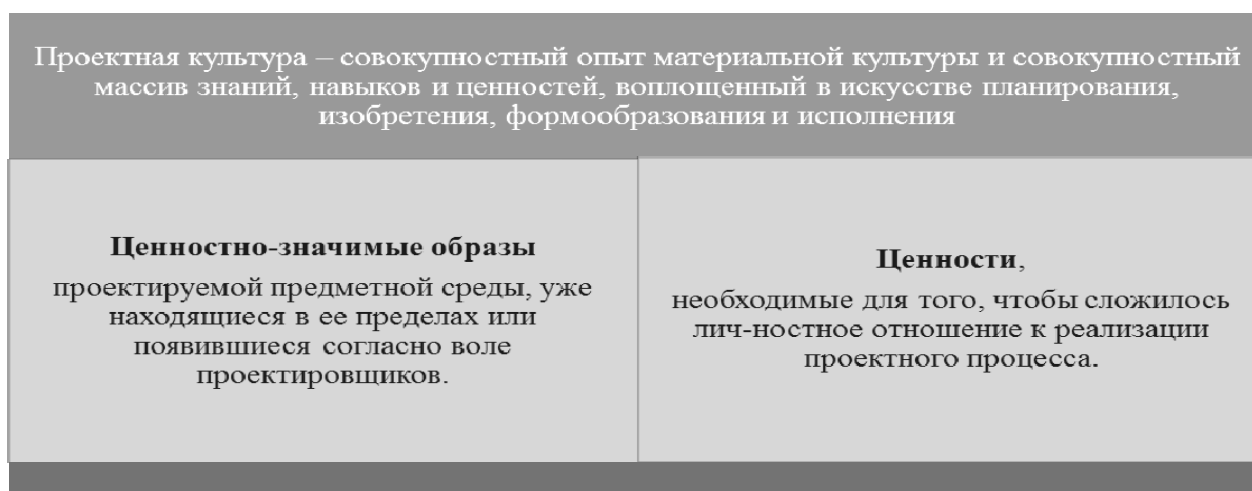 Проектная культура – совокупностный опыт материальной культуры и совокупностный
массив знаний, навыков и ценностей, воплощенный в искусстве планирования,
изобретения, формообразования и исполнения
Ценностно-значимые образы
проектируемой предметной среды, уже
находящиеся в ее пределах или
появившиеся согласно воле
проектировщиков.
Ценности,
необходимые для того, чтобы сложилось
лич-ностное отношение к реализации
проектного процесса.